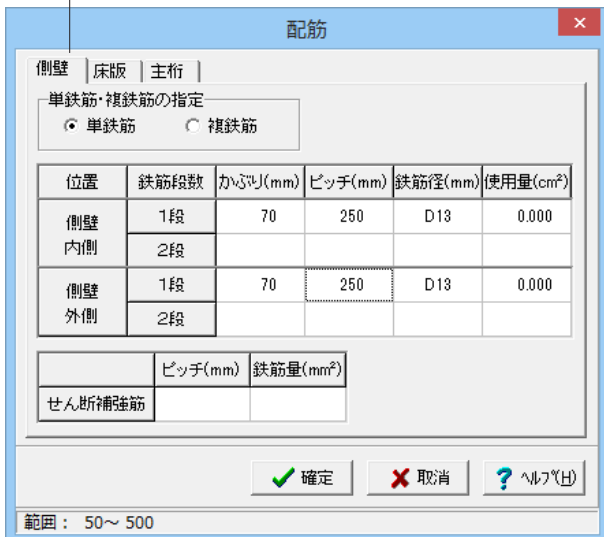 配筋
側壁 床版 主桁
単鉄筋・複鉄筋の指定
単鉄筋 複鉄筋
位置 鉄筋段数 かぶり(mm) ピッチ(mm) 鉄筋径(mm) 使用量(cm²)
側壁内側 1段 70 250 D13 0.000
2段
側壁外側 1段 70 250 D13 0.000
2段
ピッチ(mm) 鉄筋量(mm²)
せん断補強筋
確定 取消 ? ヘルプ(H)
範囲： 50～ 500